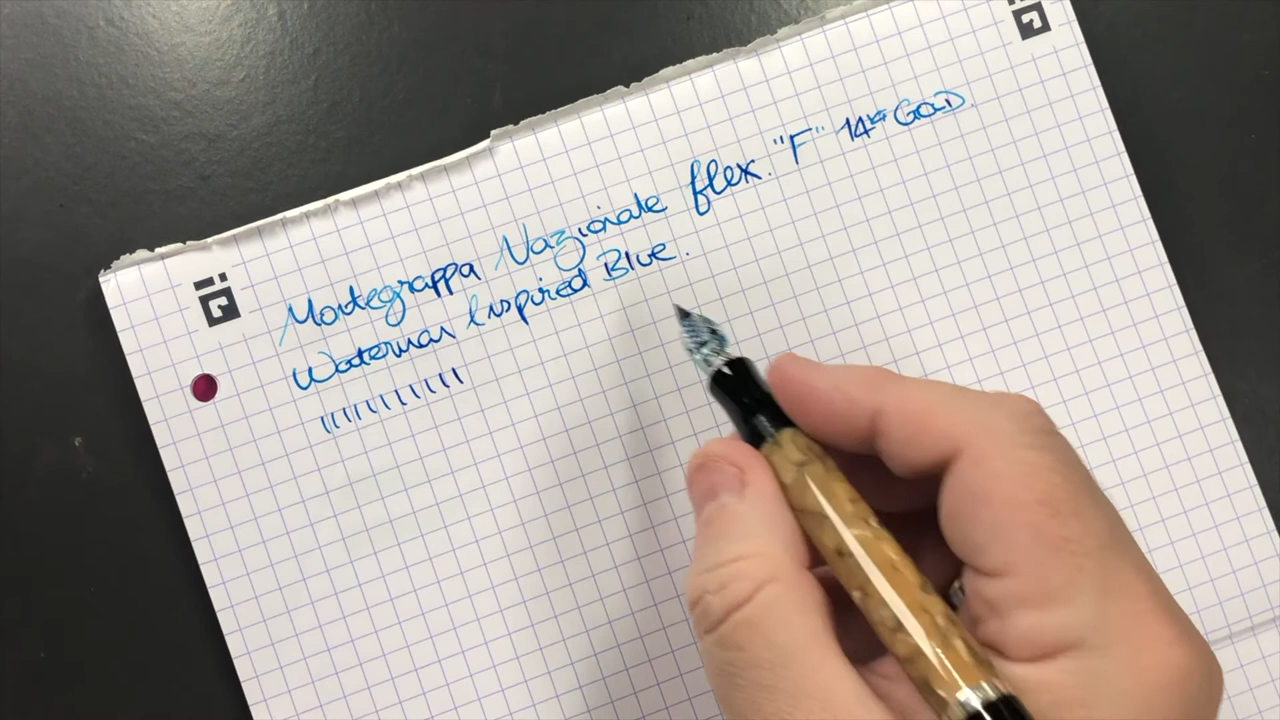 Montegrappa Nazionale flex. "F" 14kt GOLD.
Waterman Inspired Blue.